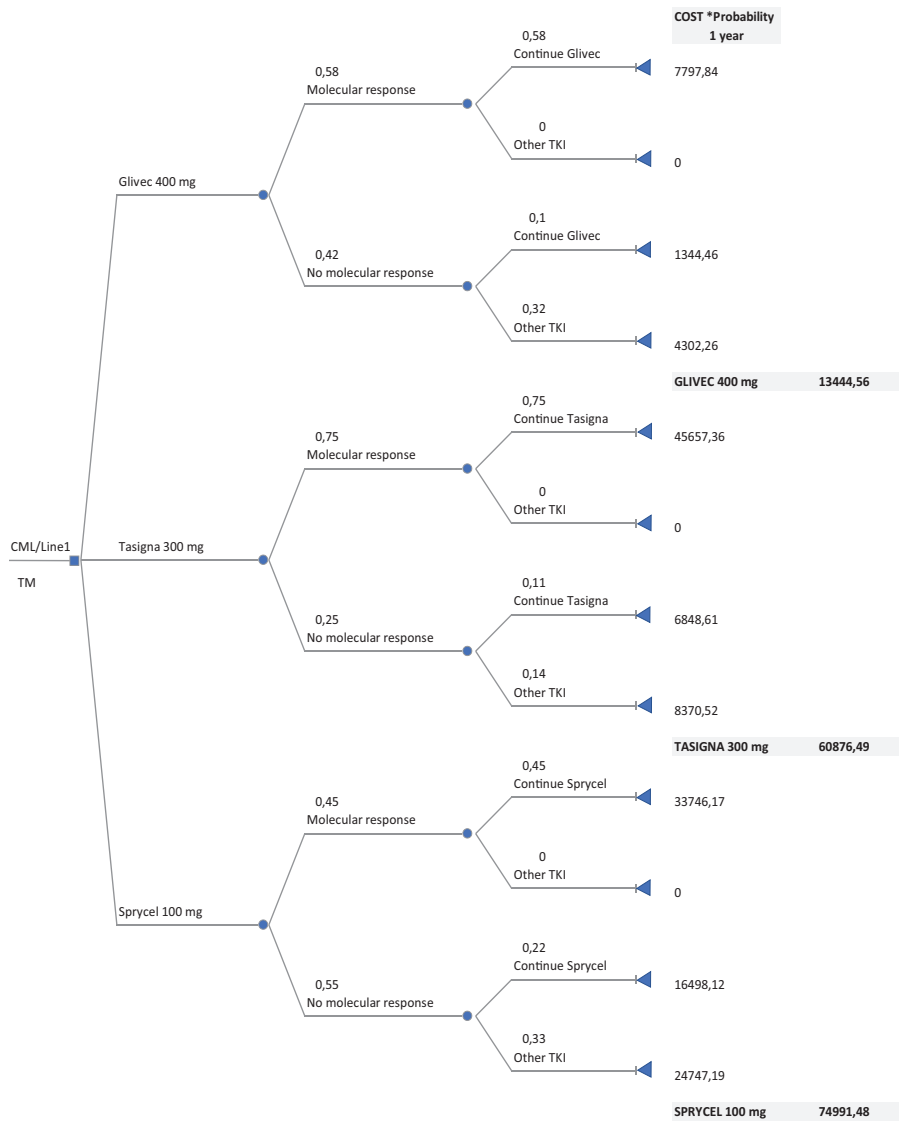 COST *Probability
1 year
0,58
Continue Glivec
7797,84
0,58
Molecular response
0
Other TKI
0
Glivec 400 mg
0,1
Continue Glivec
1344,46
0,42
No molecular response
0,32
Other TKI
4302,26
GLIVEC 400 mg 13444,56
0,75
Continue Tasigna
45657,36
0,75
Molecular response
0
Other TKI
0
CML/Line1
TM
Tasigna 300 mg
0,11
Continue Tasigna
6848,61
0,25
No molecular response
0,14
Other TKI
8370,52
TASIGNA 300 mg 60876,49
0,45
Continue Sprycel
33746,17
0,45
Molecular response
0
Other TKI
0
Sprycel 100 mg
0,22
Continue Sprycel
16498,12
0,55
No molecular response
0,33
Other TKI
24747,19
SPRYCEL 100 mg 74991,48